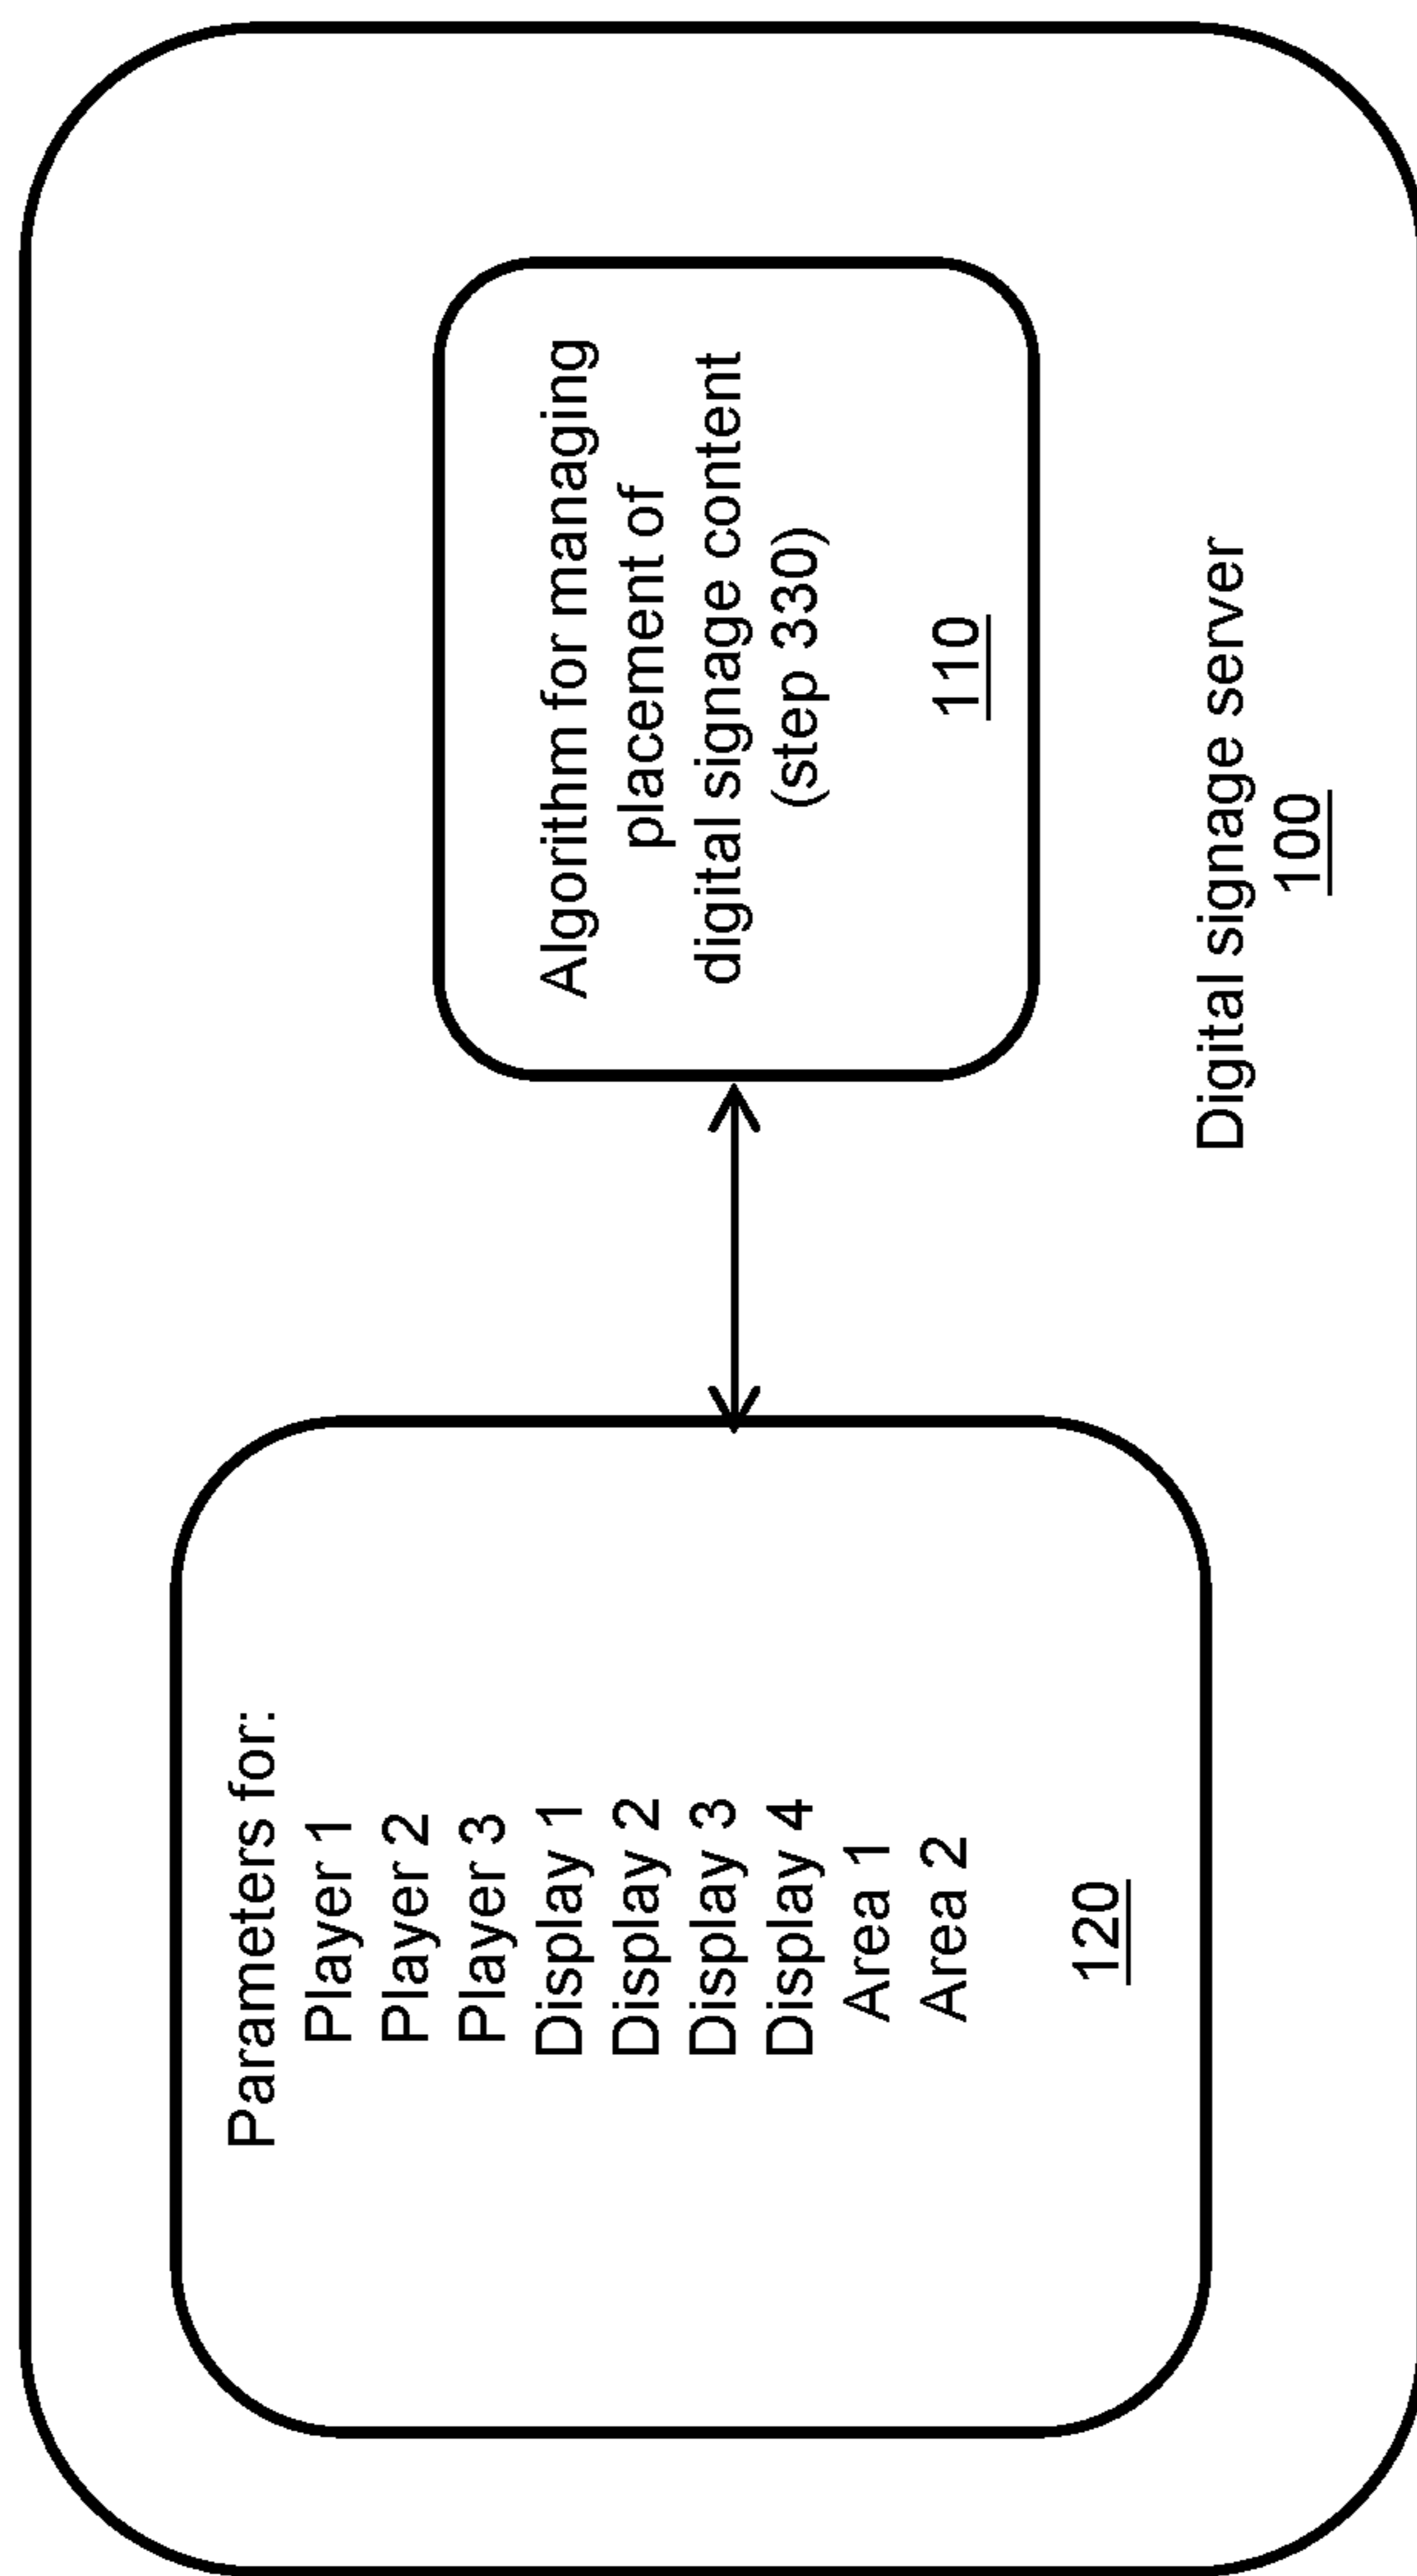 Parameters for:
Player 1
Player 2
Player 3
Display 1
Display 2
Display 3
Display 4
Area 1
Area 2
120
Algorithm for managing
placement of
digital signage content
(step 330)
110
Digital signage server
100